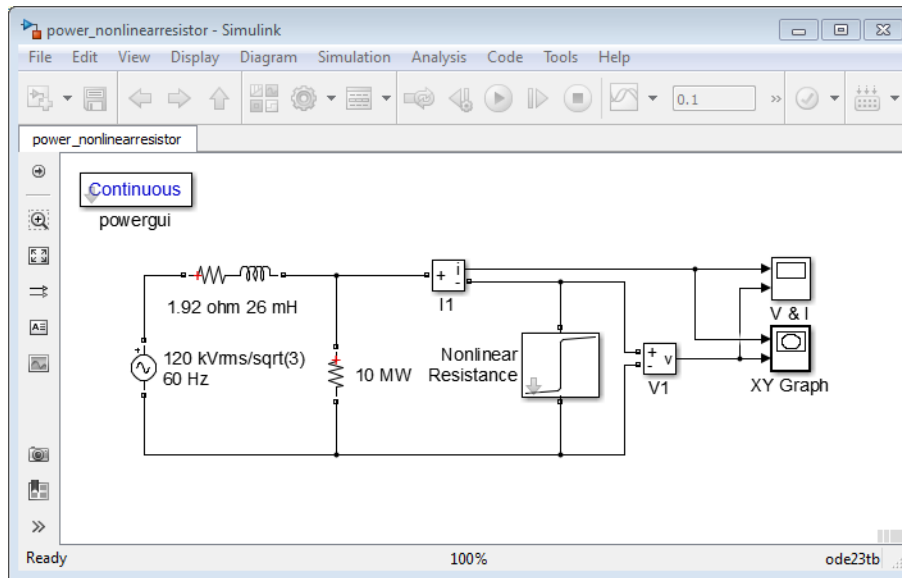 power_nonlinearresistor - Simulink
File Edit View Display Diagram Simulation Analysis Code Tools Help
0.1
power_nonlinearresistor
Continuous
powergui
1.92 ohm 26 mH
+ i
-
I1
V & I
120 kVrms/sqrt(3)
60 Hz
+
10 MW
Nonlinear
Resistance
+ v
-
V1
XY Graph
Ready 100% ode23tb